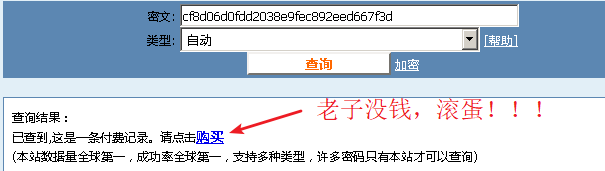 密文: cf8d06d0fdd2038e9fec892eed667f3d
类型: 自动 [帮助]
查询 加密
老子没钱，滚蛋！！！
查询结果：
已查到,这是一条付费记录。请点击购买
(本站数据量全球第一，成功率全球第一，支持多种类型，许多密码只有本站才可以查询)